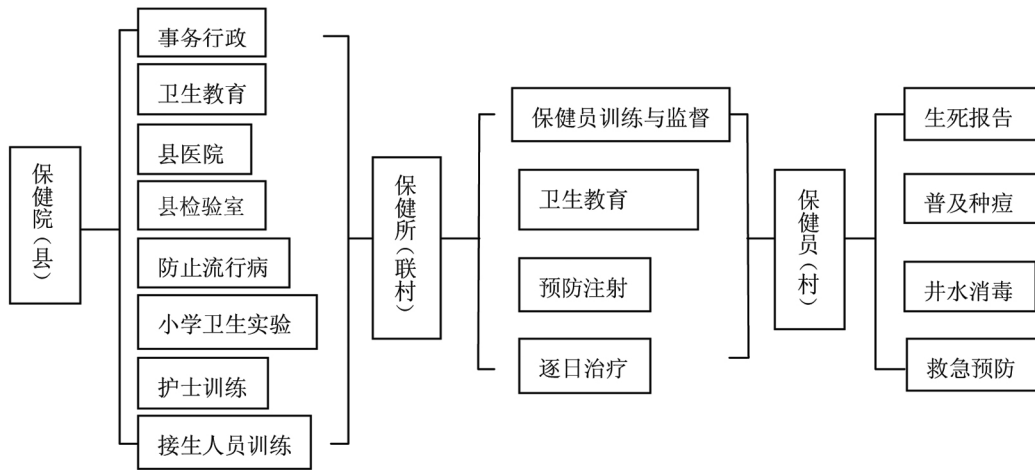 保健院（县）
事务行政
卫生教育
县医院
县检验室
防止流行病
小学卫生实验
护士训练
接生人员训练
保健所（联村）
保健员训练与监督
卫生教育
预防注射
逐日治疗
保健员（村）
生死报告
普及种痘
井水消毒
救急预防